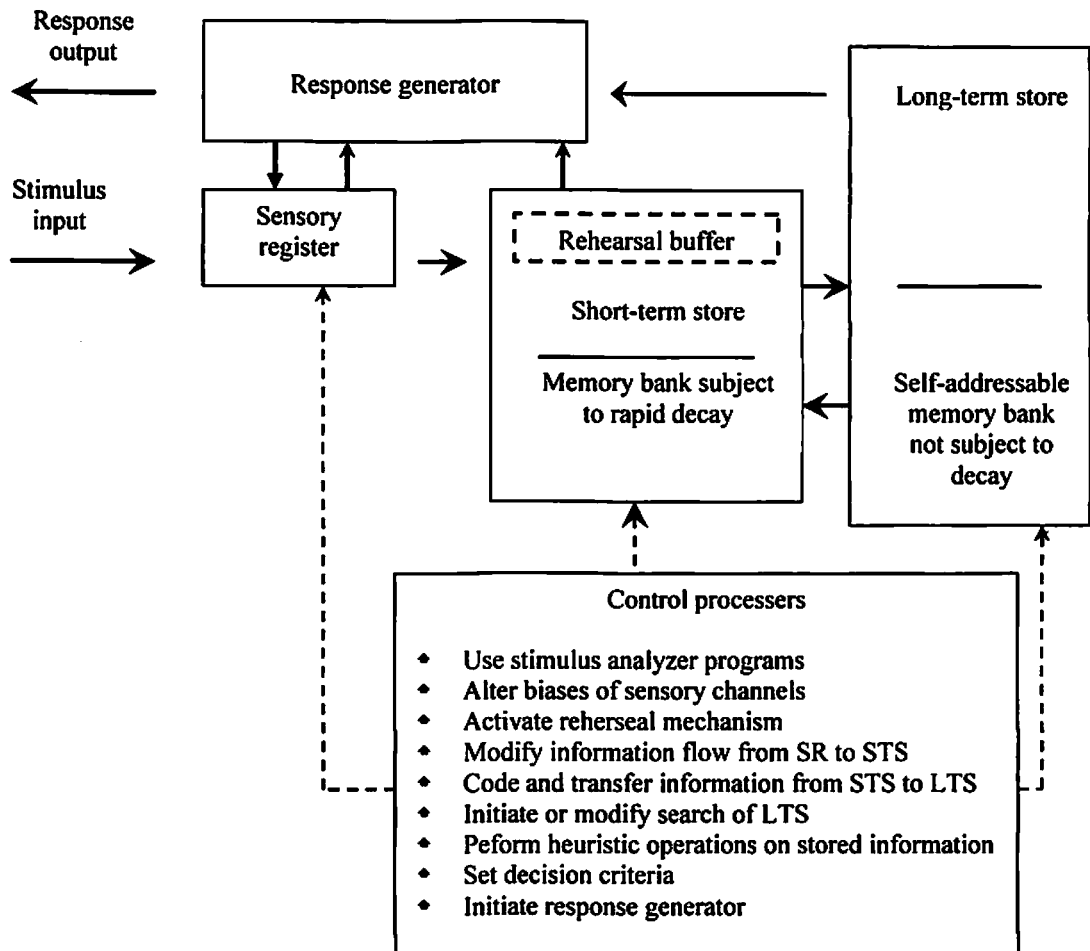 Response
output
Response generator
Long-term store
Stimulus
input
Sensory
register
Rehearsal buffer
Short-term store
Memory bank subject
to rapid decay
Self-addressable
memory bank
not subject to
decay
Control processers
Use stimulus analyzer programs
Alter biases of sensory channels
Activate reherseal mechanism
Modify information flow from SR to STS
Code and transfer information from STS to LTS
Initiate or modify search of LTS
Peform heuristic operations on stored information
Set decision criteria
Initiate response generator